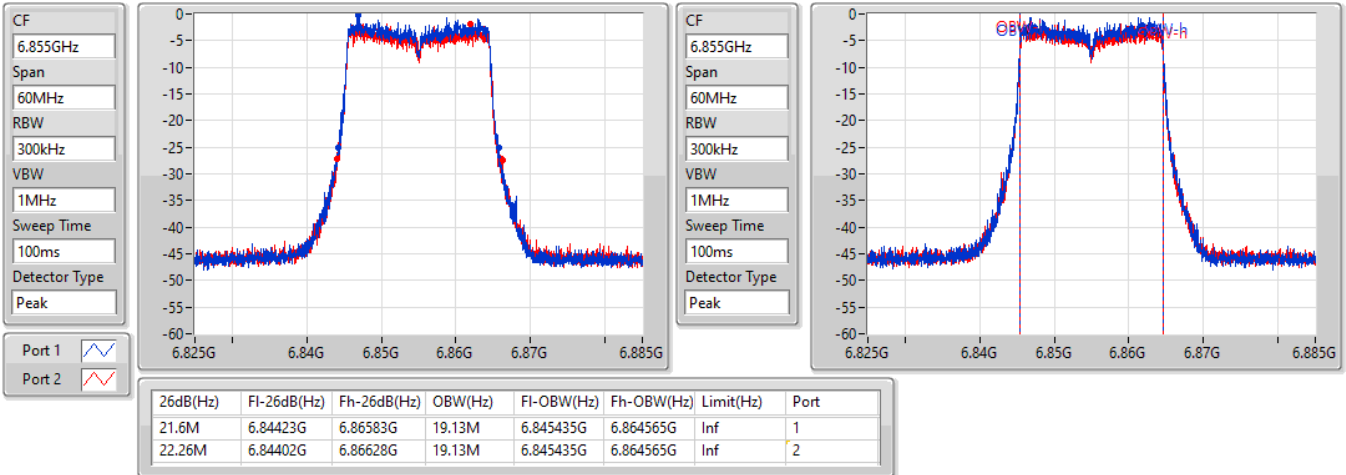 CF
6.855GHz
Span
60MHz
RBW
300kHz
VBW
1MHz
Sweep Time
100ms
Detector Type
Peak
0
-5
-10
-15
-20
-25
-30
-35
-40
-45
-50
-55
-60
6.825G 6.84G 6.85G 6.86G 6.87G 6.885G
CF
6.855GHz
Span
60MHz
RBW
300kHz
VBW
1MHz
Sweep Time
100ms
Detector Type
Peak
0
-5
-10
-15
-20
-25
-30
-35
-40
-45
-50
-55
-60
6.825G 6.84G 6.85G 6.86G 6.87G 6.885G
Port 1
Port 2
26dB(Hz) Fl-26dB(Hz) Fh-26dB(Hz) OBW(Hz) Fl-OBW(Hz) Fh-OBW(Hz) Limit(Hz) Port
21.6M 6.84423G 6.86583G 19.13M 6.845435G 6.864565G Inf 1
22.26M 6.84402G 6.86628G 19.13M 6.845435G 6.864565G Inf 2